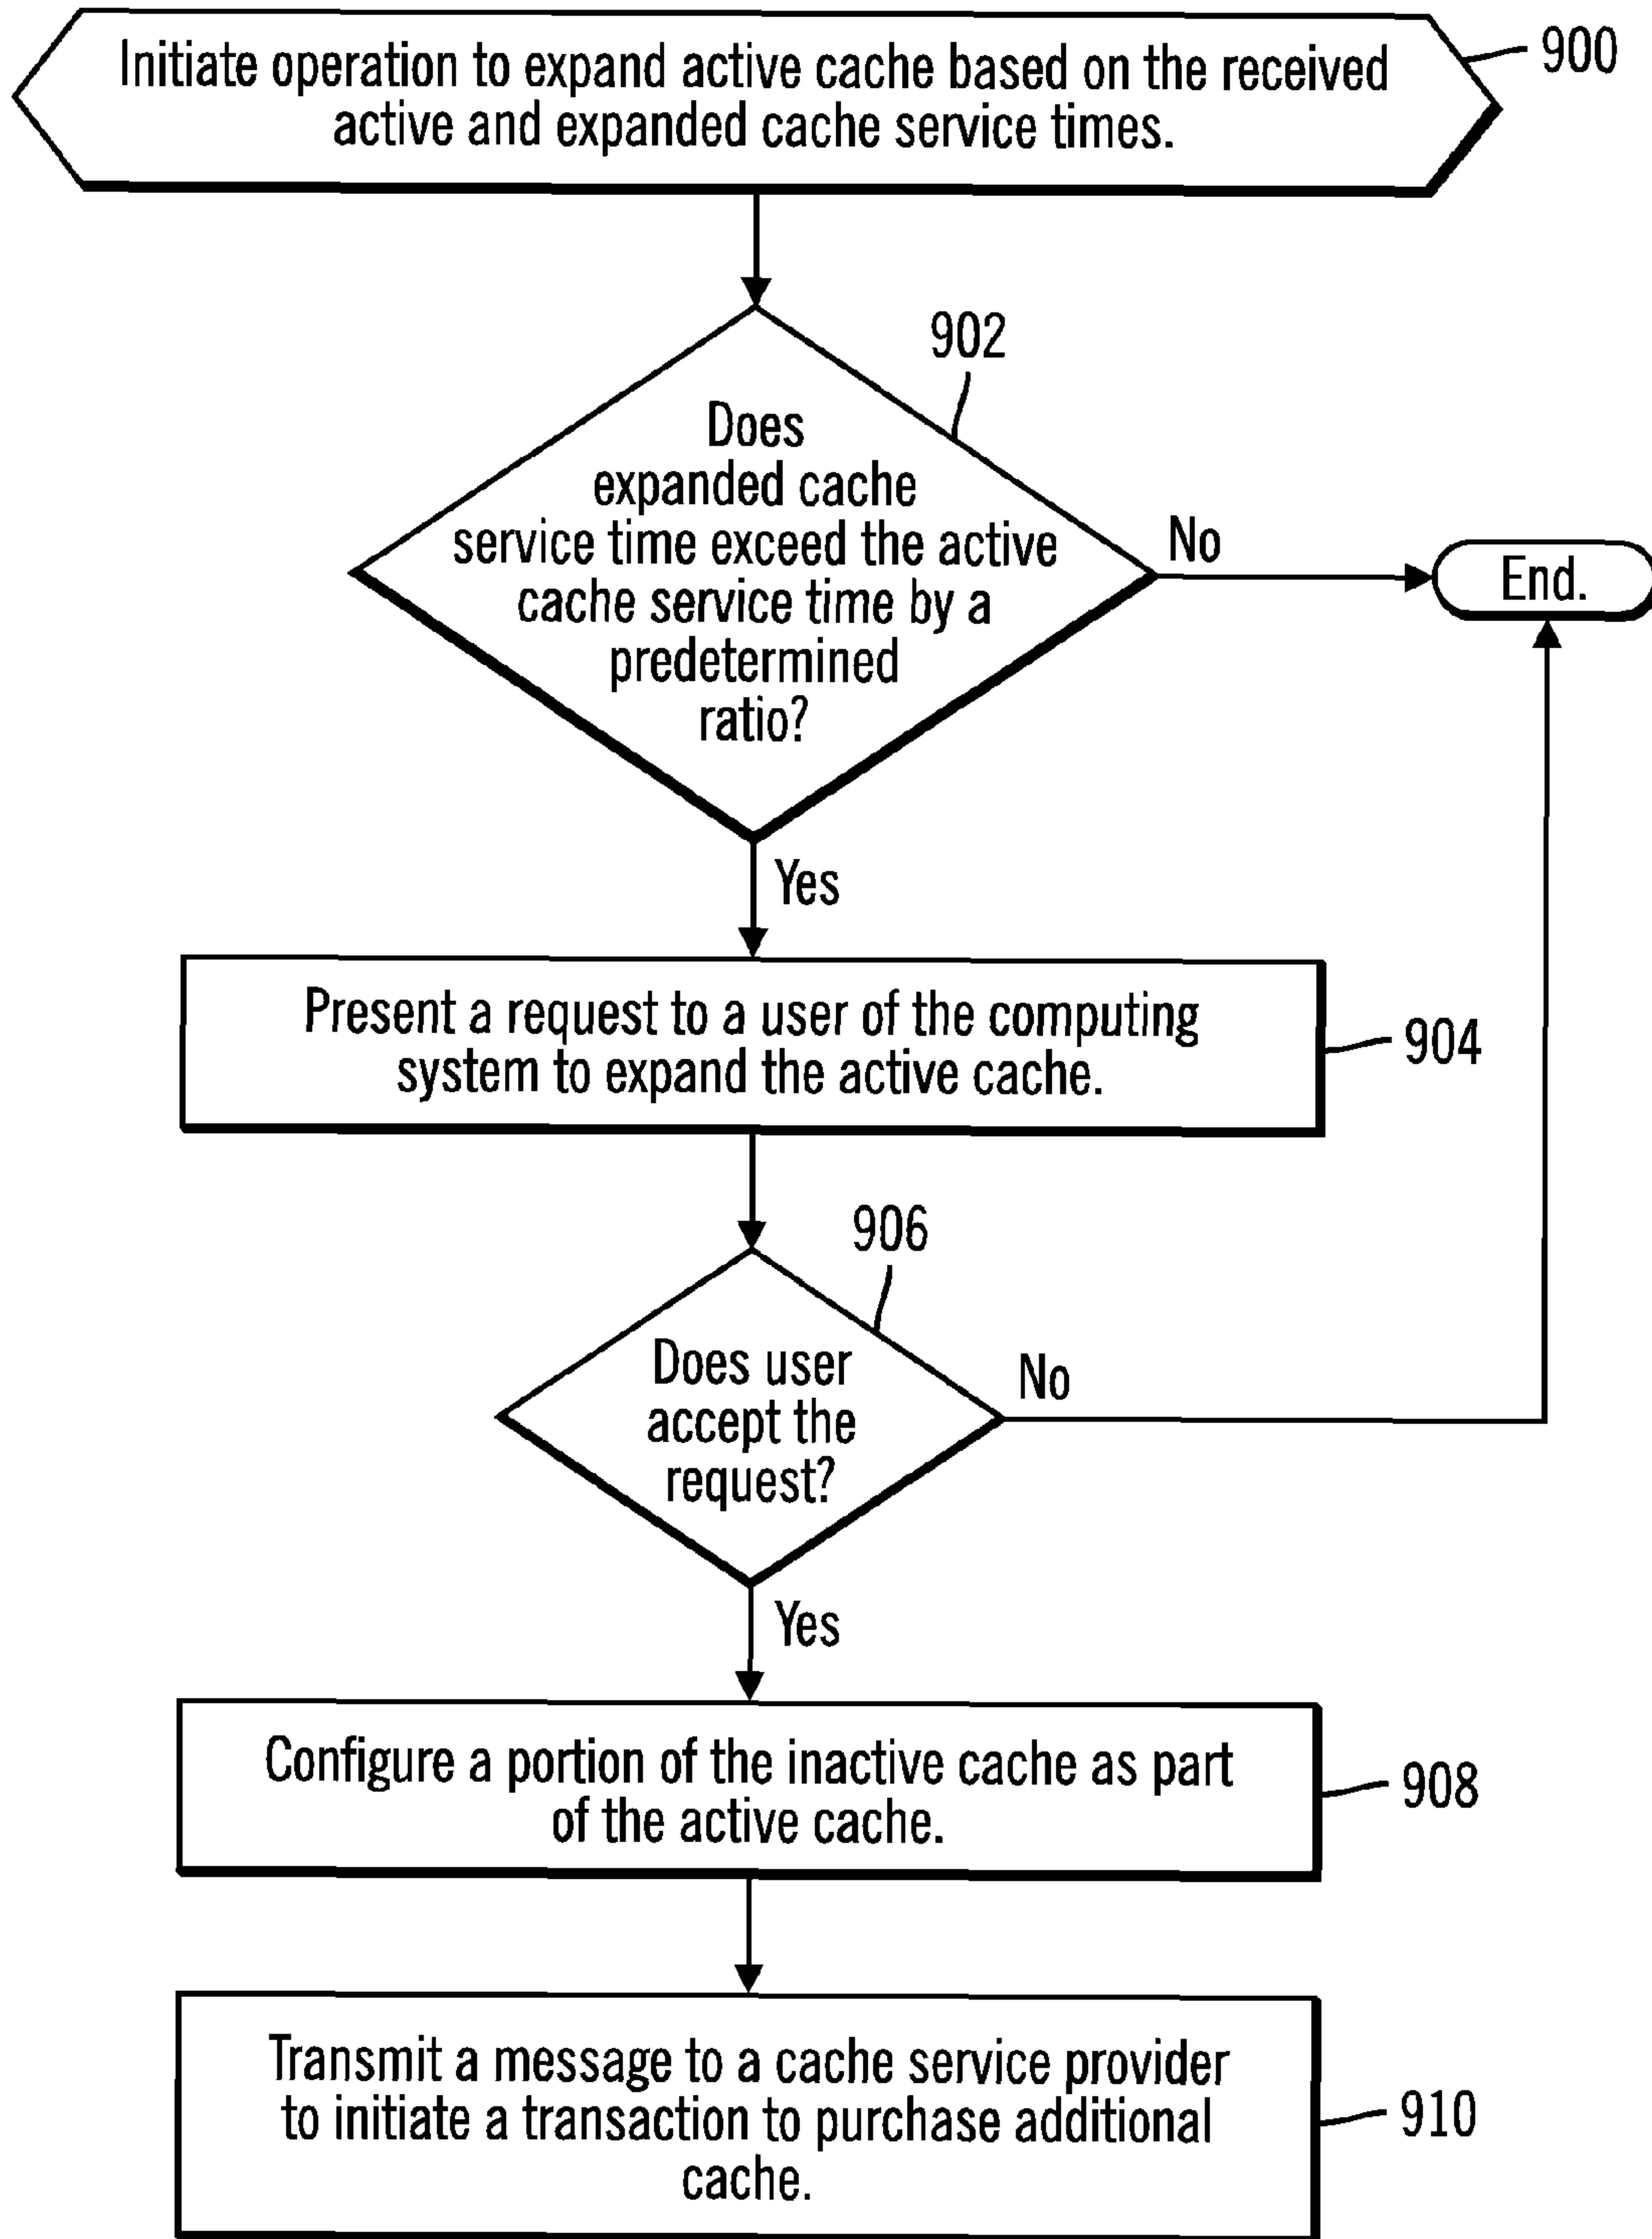 Initiate operation to expand active cache based on the received
active and expanded cache service times.
900
902
Does
expanded cache
service time exceed the active
cache service time by a
predetermined
ratio?
No
End.
Yes
Present a request to a user of the computing
system to expand the active cache.
904
906
Does user
accept the
request?
No
Yes
Configure a portion of the inactive cache as part
of the active cache.
908
Transmit a message to a cache service provider
to initiate a transaction to purchase additional
cache.
910